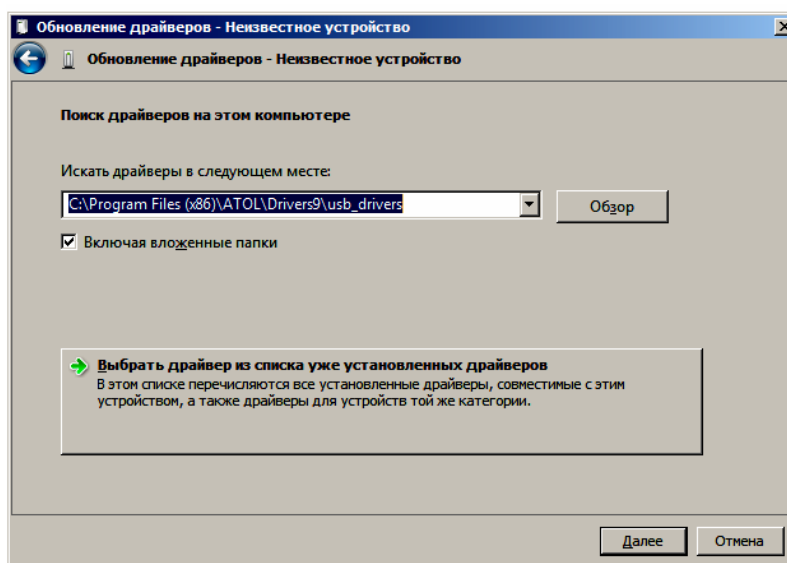 Обновление драйверов - Неизвестное устройство
Обновление драйверов - Неизвестное устройство
Поиск драйверов на этом компьютере
Искать драйверы в следующем месте:
C:\Program Files (x86)\ATOL\Drivers9\usb_drivers
Обзор
Включая вложенные папки
Выбрать драйвер из списка уже установленных драйверов
В этом списке перечисляются все установленные драйверы, совместимые с этим
устройством, а также драйверы для устройств той же категории.
Далее
Отмена